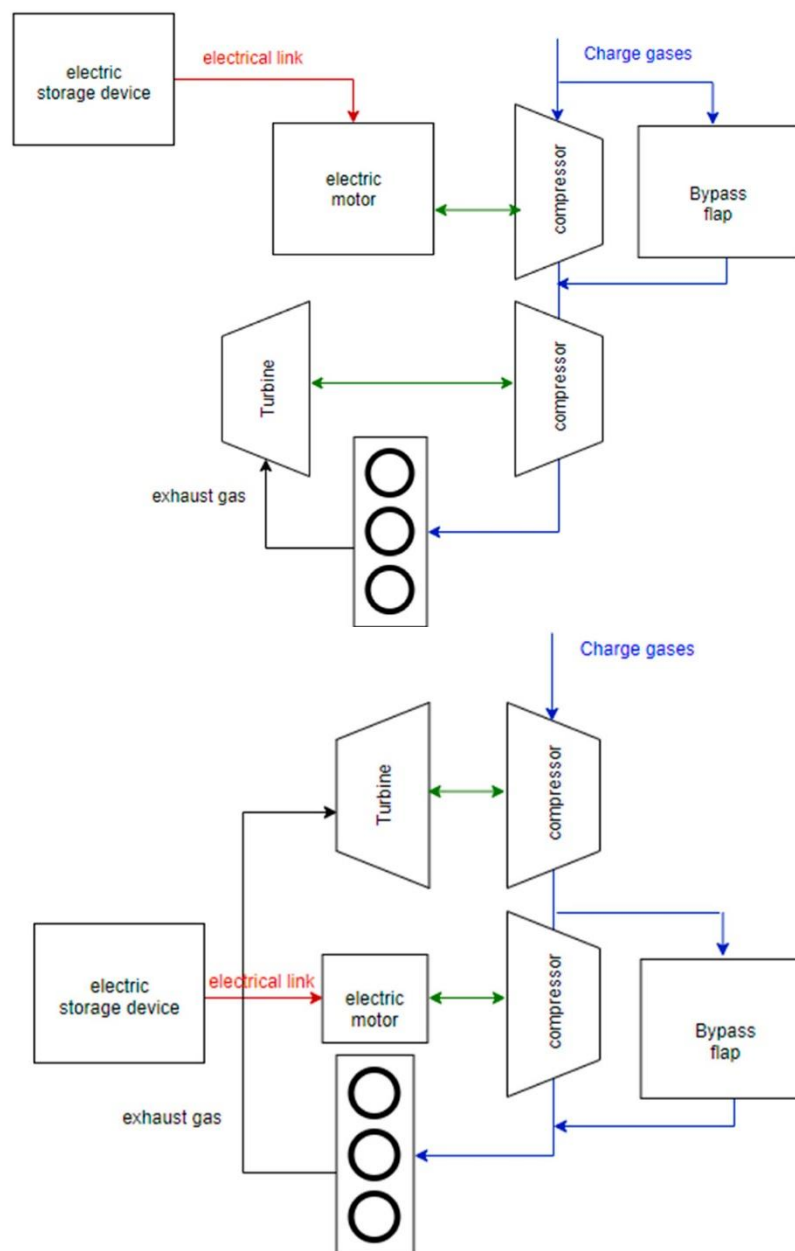 electric
storage device
electrical link
Charge gases
electric
motor
compressor
Bypass
flap
Turbine
compressor
exhaust gas
Charge gases
Turbine
compressor
electric
storage device
electrical link
electric
motor
compressor
Bypass
flap
exhaust gas